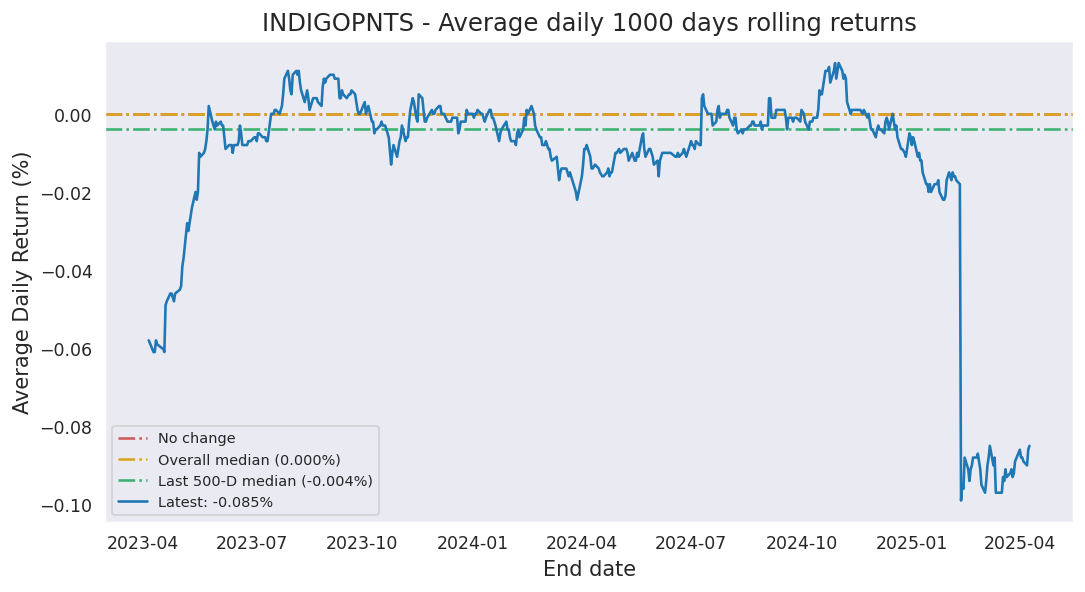 INDIGOPNTS - Average daily 1000 days rolling returns
Average Daily Return (%)
0.00
−0.02
−0.04
−0.06
−0.08
−0.10
No change
Overall median (0.000%)
Last 500-D median (-0.004%)
Latest: -0.085%
2023-04 2023-07 2023-10 2024-01 2024-04 2024-07 2024-10 2025-01 2025-04
End date